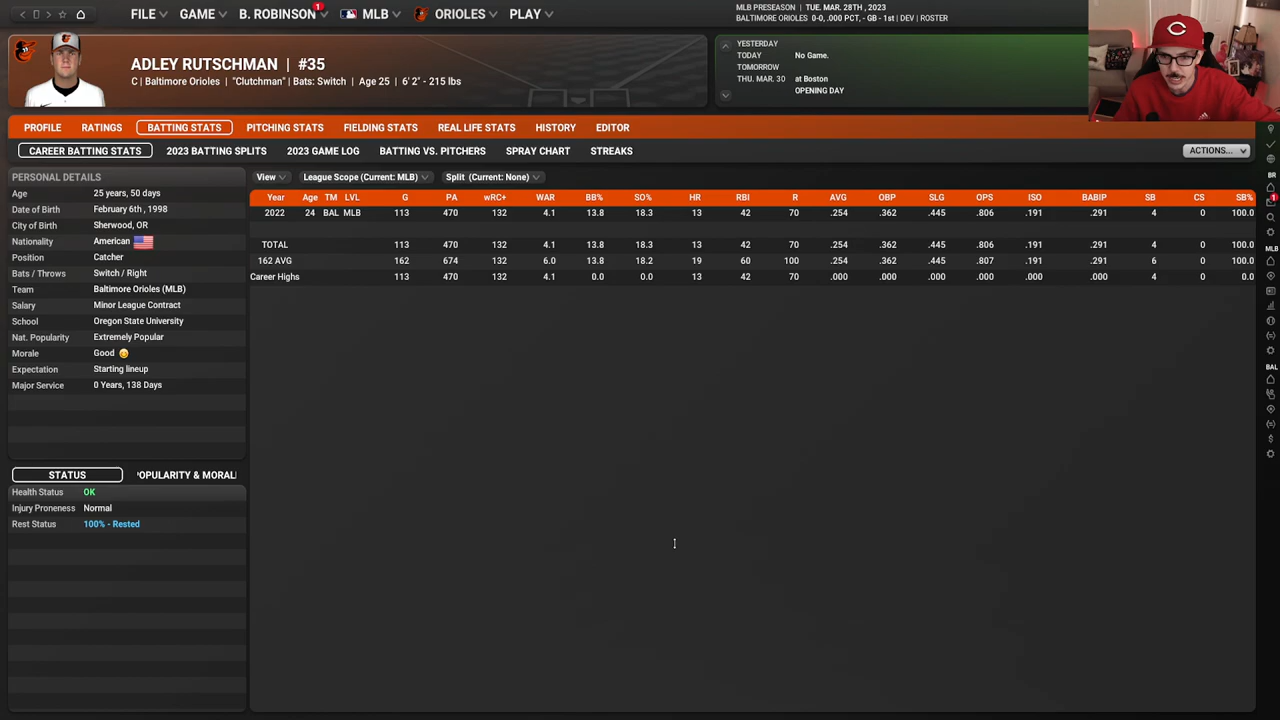 FILE GAME B. ROBINSON 1 MLB ORIOLES PLAY
MLB PRESEASON | TUE. MAR. 28TH , 2023
BALTIMORE ORIOLES 0-0, .000 PCT, - GB - 1st | DEV | ROSTER
ADLEY RUTSCHMAN | #35
C | Baltimore Orioles | "Clutchman" | Bats: Switch | Age 25 | 6' 2" - 215 lbs
YESTERDAY
TODAY No Game.
TOMORROW
THU. MAR. 30 at Boston
OPENING DAY
PROFILE RATINGS BATTING STATS PITCHING STATS FIELDING STATS REAL LIFE STATS HISTORY EDITOR
CAREER BATTING STATS 2023 BATTING SPLITS 2023 GAME LOG BATTING VS. PITCHERS SPRAY CHART STREAKS ACTIONS...
PERSONAL DETAILS
Age 25 years, 50 days
Date of Birth February 6th , 1998
City of Birth Sherwood, OR
Nationality American
Position Catcher
Bats / Throws Switch / Right
Team Baltimore Orioles (MLB)
Salary Minor League Contract
School Oregon State University
Nat. Popularity Extremely Popular
Morale Good
Expectation Starting lineup
Major Service 0 Years, 138 Days
View League Scope (Current: MLB) Split (Current: None)
Year Age TM LVL G PA wRC+ WAR BB% SO% HR RBI R AVG OBP SLG OPS ISO BABIP SB CS SB%
2022 24 BAL MLB 113 470 132 4.1 13.8 18.3 13 42 70 .254 .362 .445 .806 .191 .291 4 0 100.0
TOTAL 113 470 132 4.1 13.8 18.3 13 42 70 .254 .362 .445 .806 .191 .291 4 0 100.0
162 AVG 162 674 132 6.0 13.8 18.2 19 60 100 .254 .362 .445 .807 .191 .291 6 0 100.0
Career Highs 113 470 132 4.1 0.0 0.0 13 42 70 .000 .000 .000 .000 .000 .000 4 0 0.0
STATUS OPULARITY & MORAL
Health Status OK
Injury Proneness Normal
Rest Status 100% - Rested
BR
1
MLB
BAL